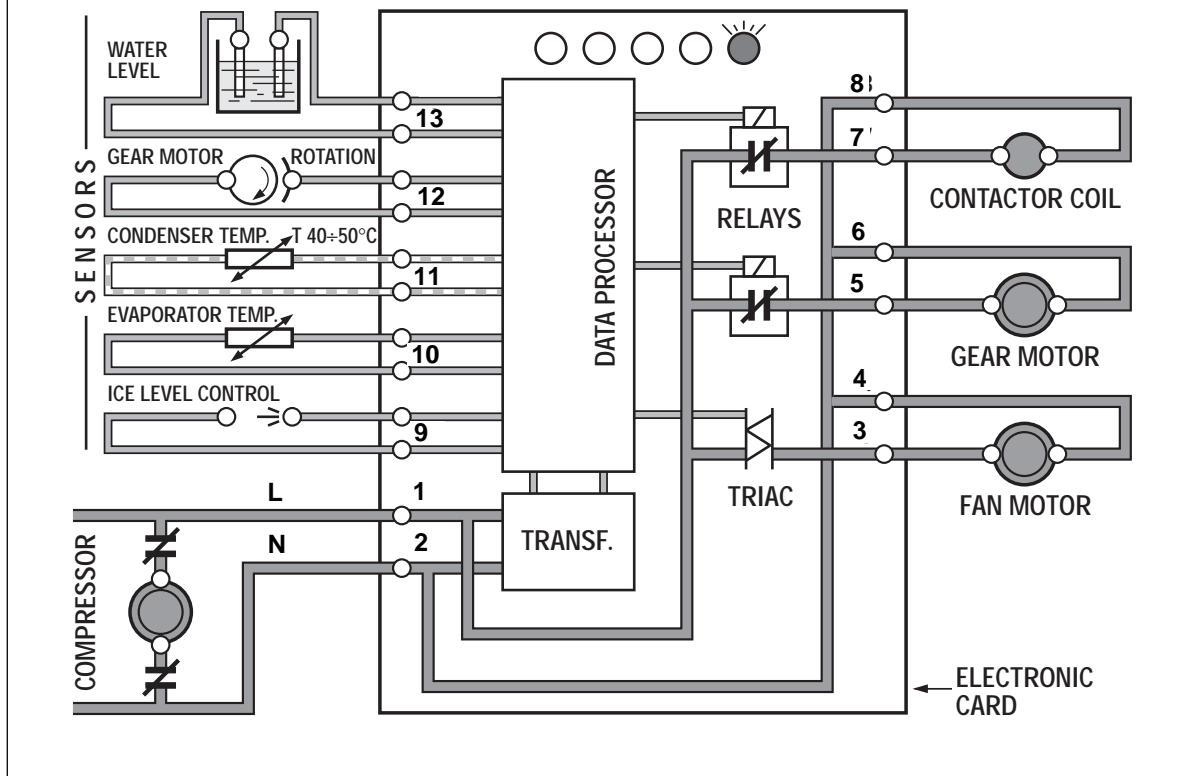 WATER
LEVEL
13
GEAR MOTOR ROTATION
12
CONDENSER TEMP. T 40÷50°C
11
EVAPORATOR TEMP.
10
ICE LEVEL CONTROL
9
SENSORS
L
1
N
2
COMPRESSOR
DATA PROCESSOR
TRANSF.
RELAYS
TRIAC
8
7
CONTACTOR COIL
6
5
GEAR MOTOR
4
3
FAN MOTOR
ELECTRONIC
CARD